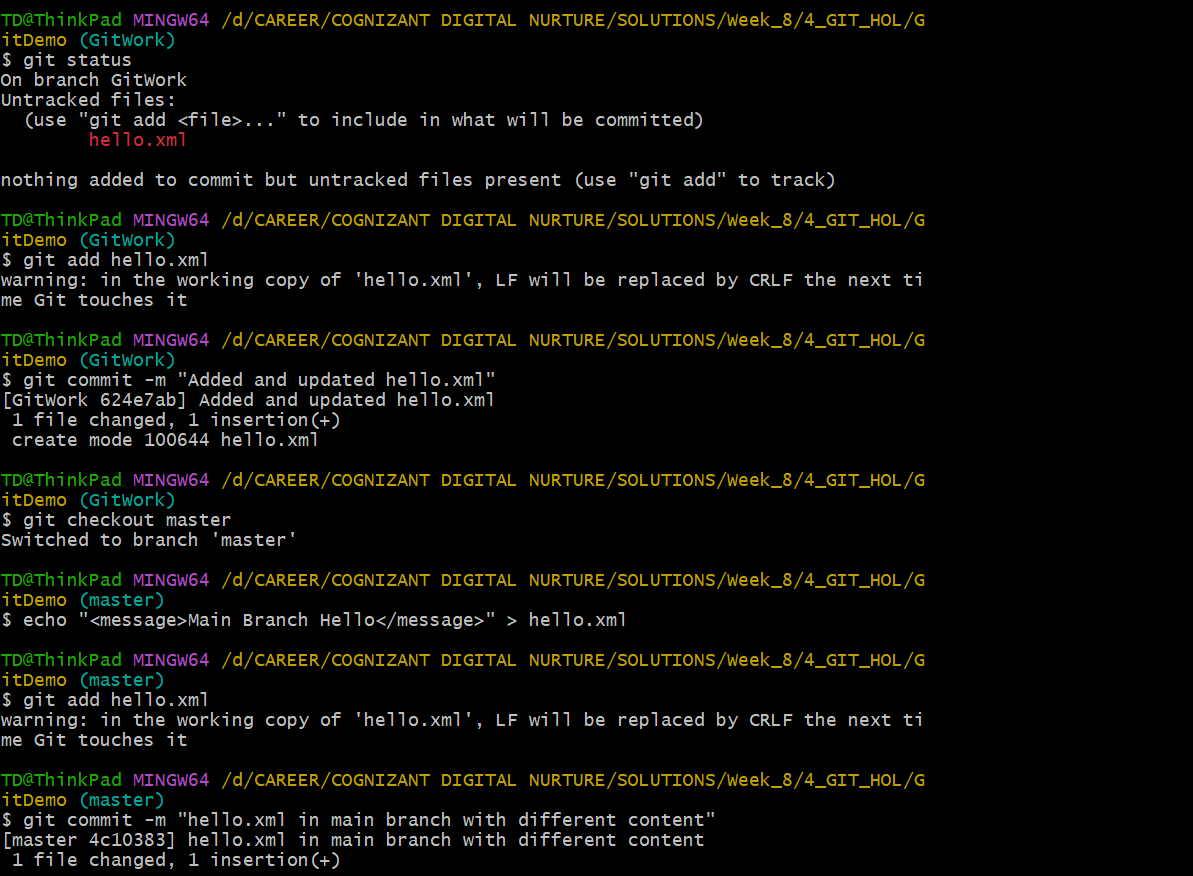 TD@ThinkPad MINGW64 /d/CAREER/COGNIZANT DIGITAL NURTURE/SOLUTIONS/Week_8/4_GIT_HOL/G
itDemo (GitWork)
$ git status
On branch GitWork
Untracked files:
  (use "git add <file>..." to include in what will be committed)
        hello.xml

nothing added to commit but untracked files present (use "git add" to track)

TD@ThinkPad MINGW64 /d/CAREER/COGNIZANT DIGITAL NURTURE/SOLUTIONS/Week_8/4_GIT_HOL/G
itDemo (GitWork)
$ git add hello.xml
warning: in the working copy of 'hello.xml', LF will be replaced by CRLF the next ti
me Git touches it

TD@ThinkPad MINGW64 /d/CAREER/COGNIZANT DIGITAL NURTURE/SOLUTIONS/Week_8/4_GIT_HOL/G
itDemo (GitWork)
$ git commit -m "Added and updated hello.xml"
[GitWork 624e7ab] Added and updated hello.xml
 1 file changed, 1 insertion(+)
 create mode 100644 hello.xml

TD@ThinkPad MINGW64 /d/CAREER/COGNIZANT DIGITAL NURTURE/SOLUTIONS/Week_8/4_GIT_HOL/G
itDemo (GitWork)
$ git checkout master
Switched to branch 'master'

TD@ThinkPad MINGW64 /d/CAREER/COGNIZANT DIGITAL NURTURE/SOLUTIONS/Week_8/4_GIT_HOL/G
itDemo (master)
$ echo "<message>Main Branch Hello</message>" > hello.xml

TD@ThinkPad MINGW64 /d/CAREER/COGNIZANT DIGITAL NURTURE/SOLUTIONS/Week_8/4_GIT_HOL/G
itDemo (master)
$ git add hello.xml
warning: in the working copy of 'hello.xml', LF will be replaced by CRLF the next ti
me Git touches it

TD@ThinkPad MINGW64 /d/CAREER/COGNIZANT DIGITAL NURTURE/SOLUTIONS/Week_8/4_GIT_HOL/G
itDemo (master)
$ git commit -m "hello.xml in main branch with different content"
[master 4c10383] hello.xml in main branch with different content
 1 file changed, 1 insertion(+)